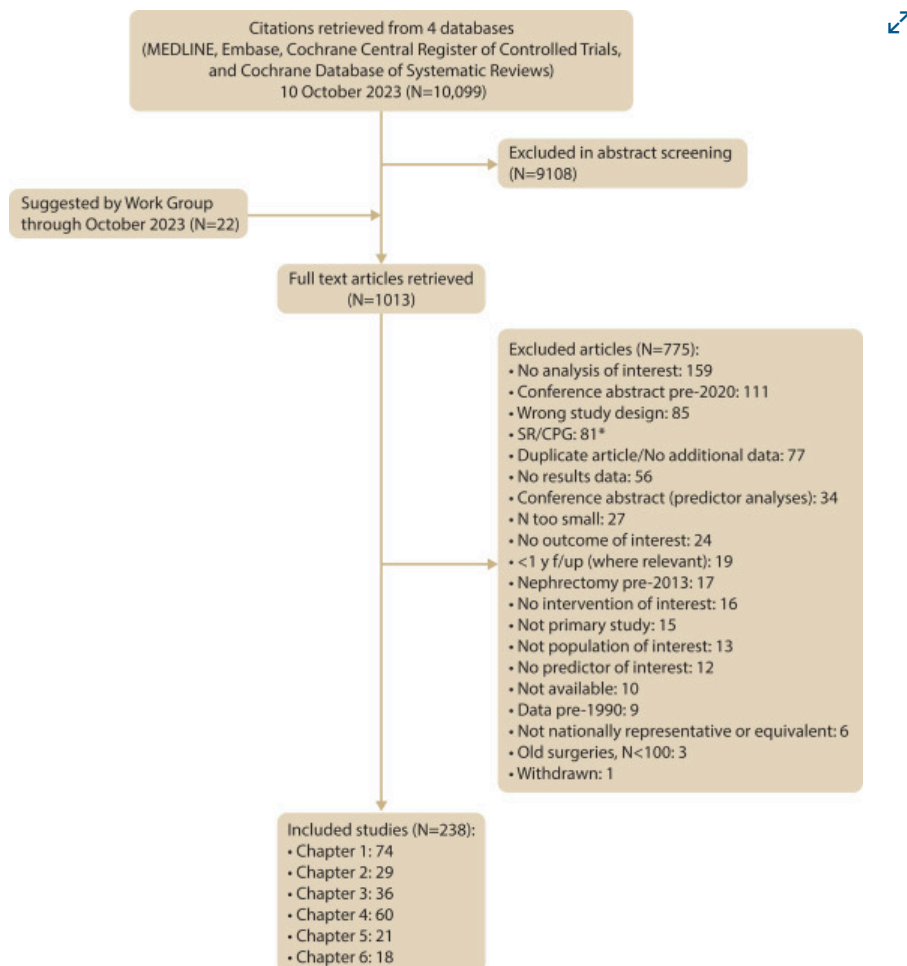 Citations retrieved from 4 databases
(MEDLINE, Embase, Cochrane Central Register of Controlled Trials,
and Cochrane Database of Systematic Reviews)
10 October 2023 (N=10,099)
Excluded in abstract screening
(N=9108)
Suggested by Work Group
through October 2023 (N=22)
Full text articles retrieved
(N=1013)
Excluded articles (N=775):
• No analysis of interest: 159
• Conference abstract pre-2020: 111
• Wrong study design: 85
• SR/CPG: 81*
• Duplicate article/No additional data: 77
• No results data: 56
• Conference abstract (predictor analyses): 34
• N too small: 27
• No outcome of interest: 24
• <1 y f/up (where relevant): 19
• Nephrectomy pre-2013: 17
• No intervention of interest: 16
• Not primary study: 15
• Not population of interest: 13
• No predictor of interest: 12
• Not available: 10
• Data pre-1990: 9
• Not nationally representative or equivalent: 6
• Old surgeries, N<100: 3
• Withdrawn: 1
Included studies (N=238):
• Chapter 1: 74
• Chapter 2: 29
• Chapter 3: 36
• Chapter 4: 60
• Chapter 5: 21
• Chapter 6: 18